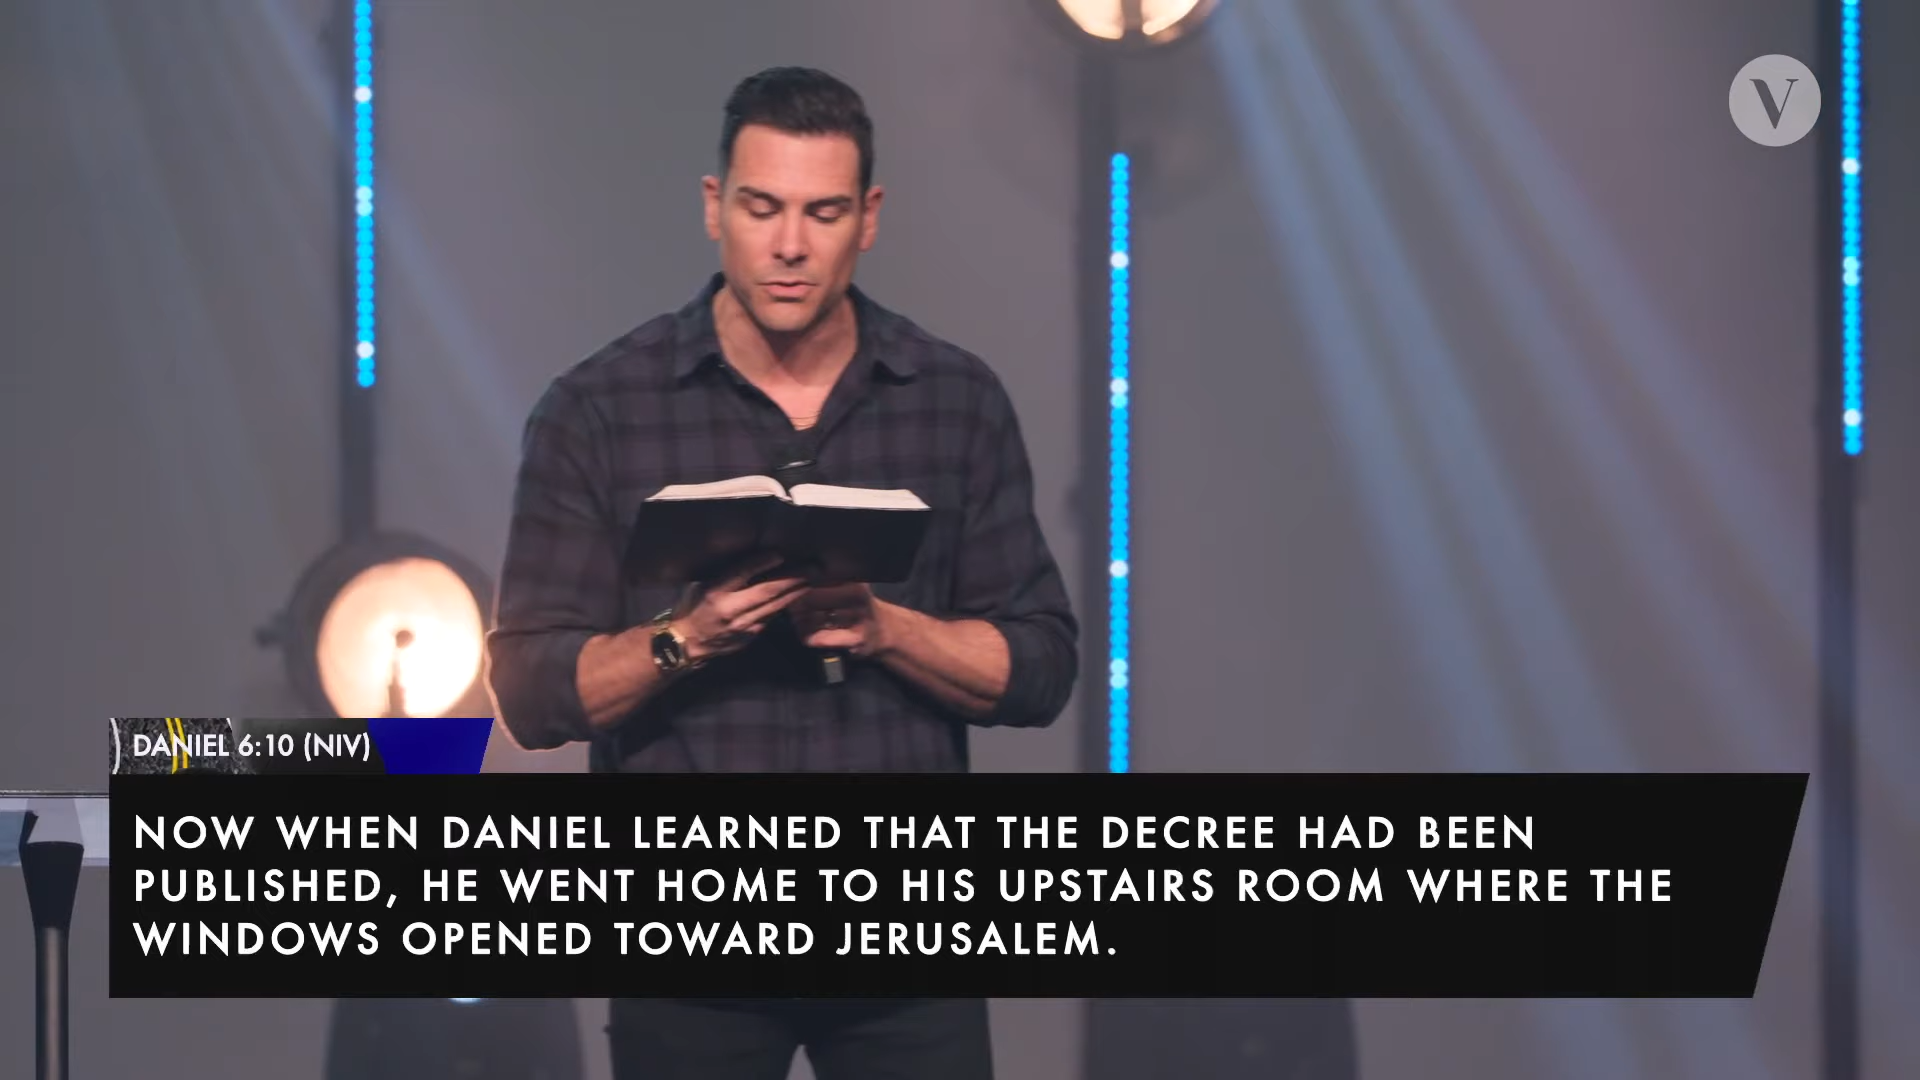 V
DANIEL 6:10 (NIV)
NOW WHEN DANIEL LEARNED THAT THE DECREE HAD BEEN
PUBLISHED, HE WENT HOME TO HIS UPSTAIRS ROOM WHERE THE
WINDOWS OPENED TOWARD JERUSALEM.